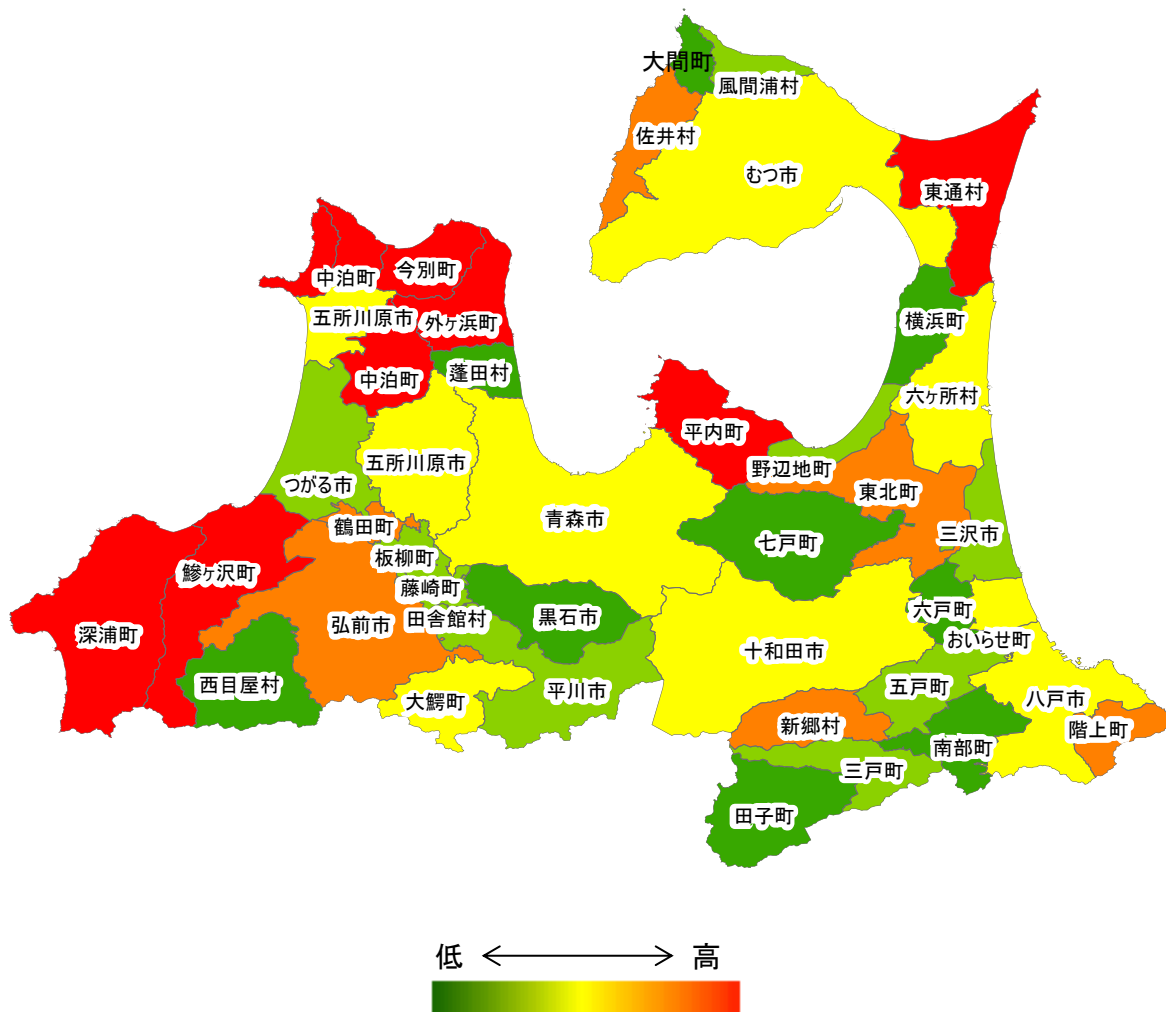 大間町
風間浦村
佐井村
むつ市
東通村
中泊町
今別町
五所川原市
外ヶ浜町
横浜町
中泊町
蓬田村
六ヶ所村
平内町
五所川原市
野辺地町
つがる市
東北町
青森市
鶴田町
三沢市
七戸町
板柳町
鰺ヶ沢町
藤崎町
六戸町
田舎館村
黒石市
弘前市
深浦町
おいらせ町
十和田市
西目屋村
五戸町
平川市
大鰐町
八戸市
新郷村
階上町
南部町
三戸町
田子町
低 高